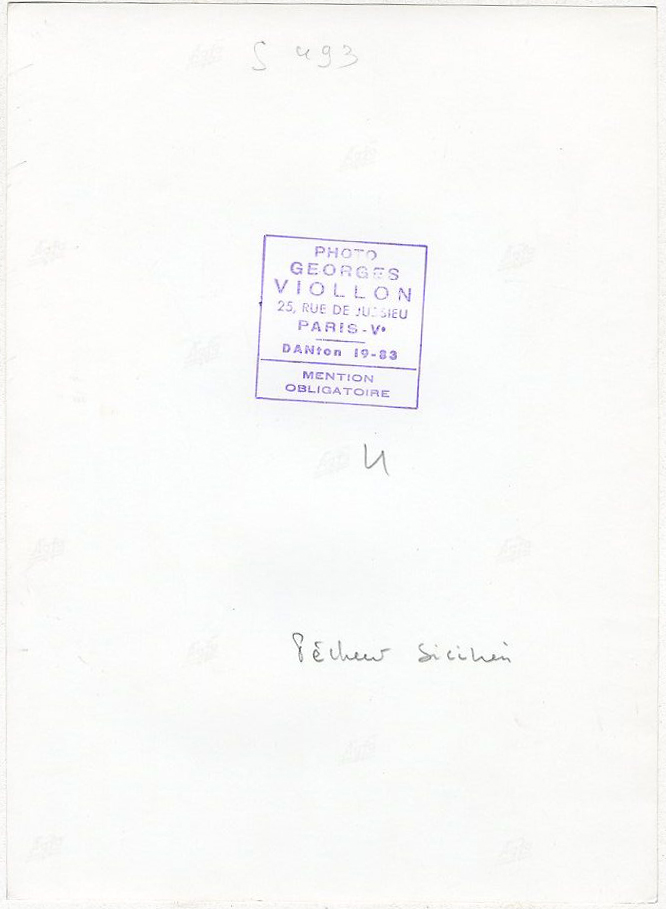 S 493
PHOTO
GEORGES
VIOLLON
25, RUE DE JUSSIEU
PARIS-Vᵉ
DANton 19-83
MENTION
OBLIGATOIRE
4
Pêcheur Sicilien